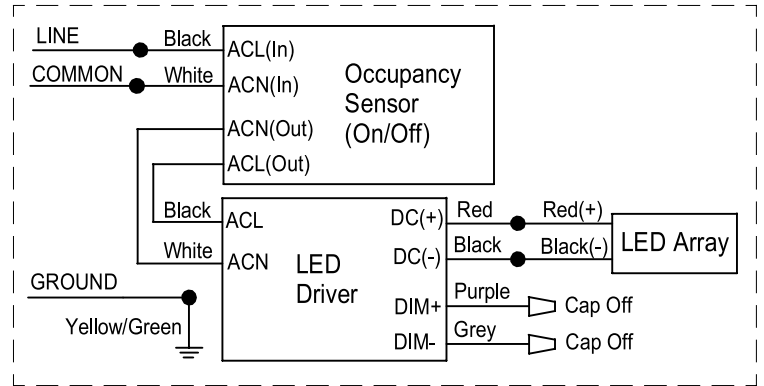 LINE
Black
ACL(In)
COMMON
White
ACN(In)
Occupancy
Sensor
(On/Off)
ACN(Out)
ACL(Out)
Black
ACL
White
ACN
LED
Driver
DC(+)
Red
Red(+)
DC(-)
Black
Black(-)
LED Array
GROUND
Yellow/Green
DIM+
Purple
Cap Off
DIM-
Grey
Cap Off